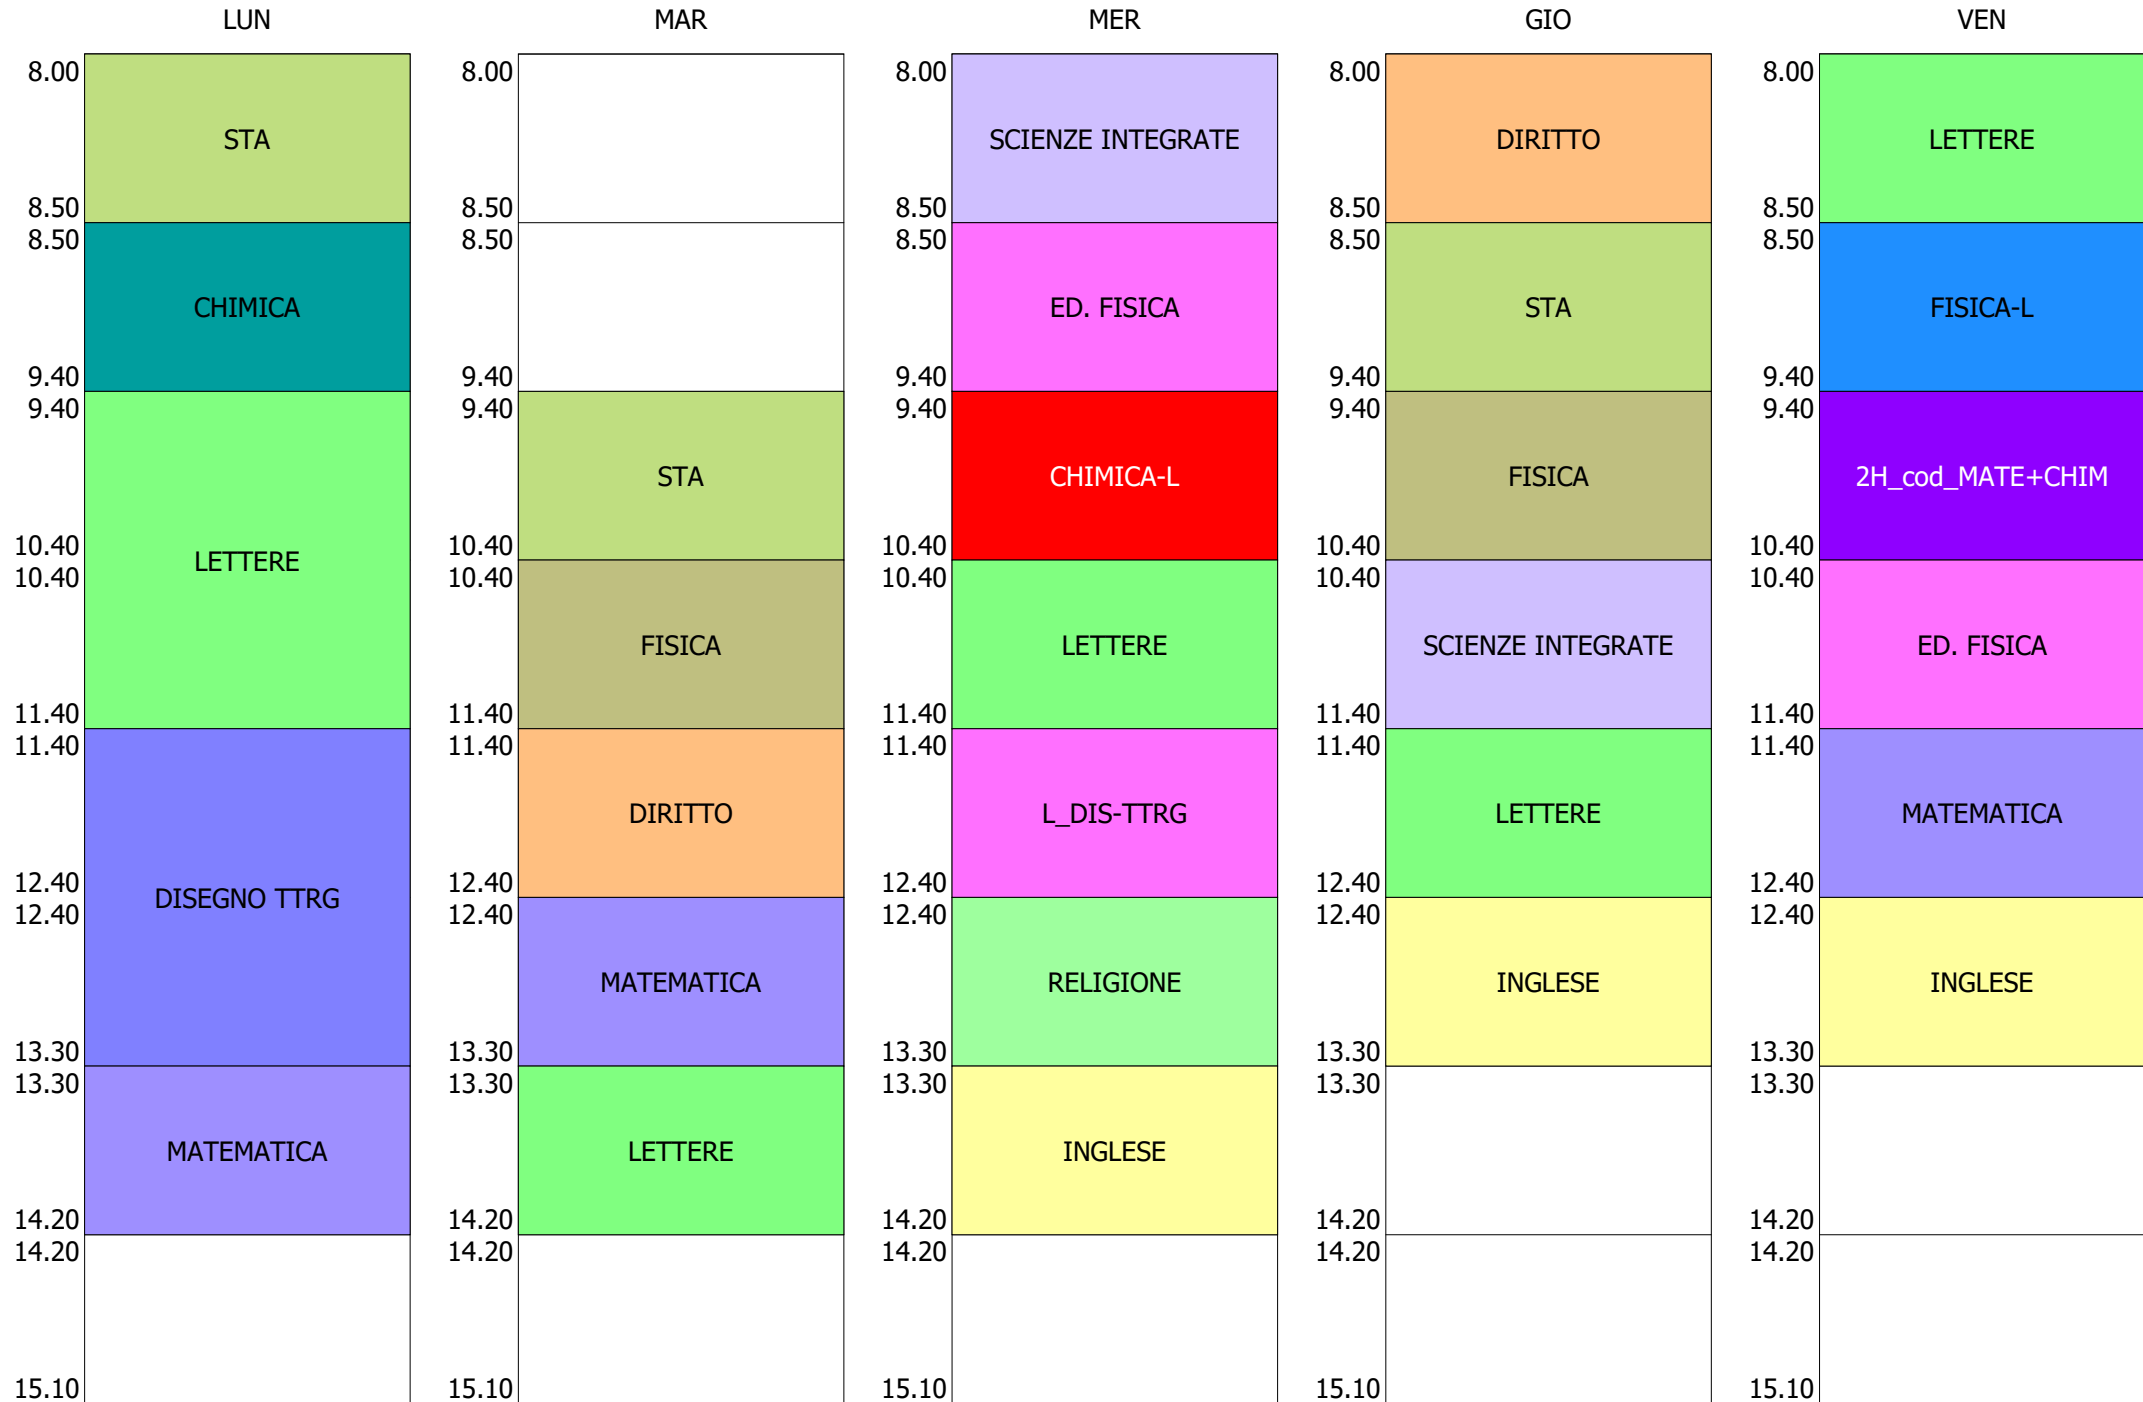 LUN MAR MER GIO VEN
8.00 8.00 8.00 8.00 8.00
STA SCIENZE INTEGRATE DIRITTO LETTERE
8.50 8.50 8.50 8.50 8.50
8.50 8.50 8.50 8.50 8.50
CHIMICA ED. FISICA STA FISICA-L
9.40 9.40 9.40 9.40 9.40
9.40 9.40 9.40 9.40 9.40
STA CHIMICA-L FISICA 2H_cod_MATE+CHIM
10.40 10.40 10.40 10.40 10.40
LETTERE
10.40 10.40 10.40 10.40 10.40
FISICA LETTERE SCIENZE INTEGRATE ED. FISICA
11.40 11.40 11.40 11.40 11.40
11.40 11.40 11.40 11.40 11.40
DIRITTO L_DIS-TTRG LETTERE MATEMATICA
12.40 12.40 12.40 12.40 12.40
DISEGNO TTRG
12.40 12.40 12.40 12.40 12.40
MATEMATICA RELIGIONE INGLESE INGLESE
13.30 13.30 13.30 13.30 13.30
13.30 13.30 13.30 13.30 13.30
MATEMATICA LETTERE INGLESE
14.20 14.20 14.20 14.20 14.20
14.20 14.20 14.20 14.20 14.20
15.10 15.10 15.10 15.10 15.10